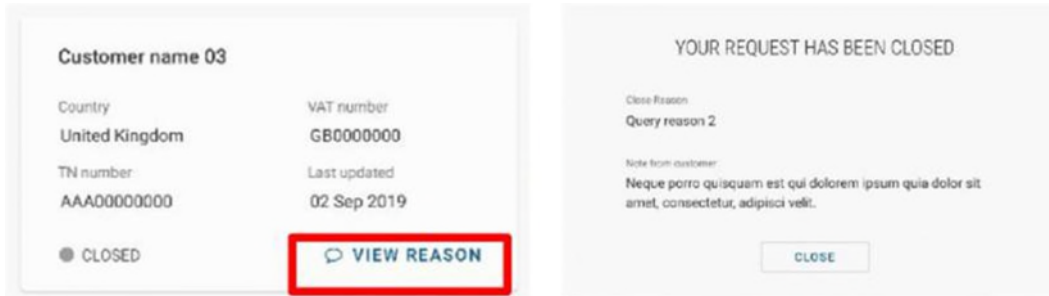 Customer name 03
Country VAT number
United Kingdom GB0000000
TN number Last updated
AAA00000000 02 Sep 2019
CLOSED VIEW REASON
YOUR REQUEST HAS BEEN CLOSED
Close Reason
Query reason 2
Note from customer
Neque porro quisquam est qui dolorem ipsum quia dolor sit
amet, consectetur, adipisci velit.
CLOSE